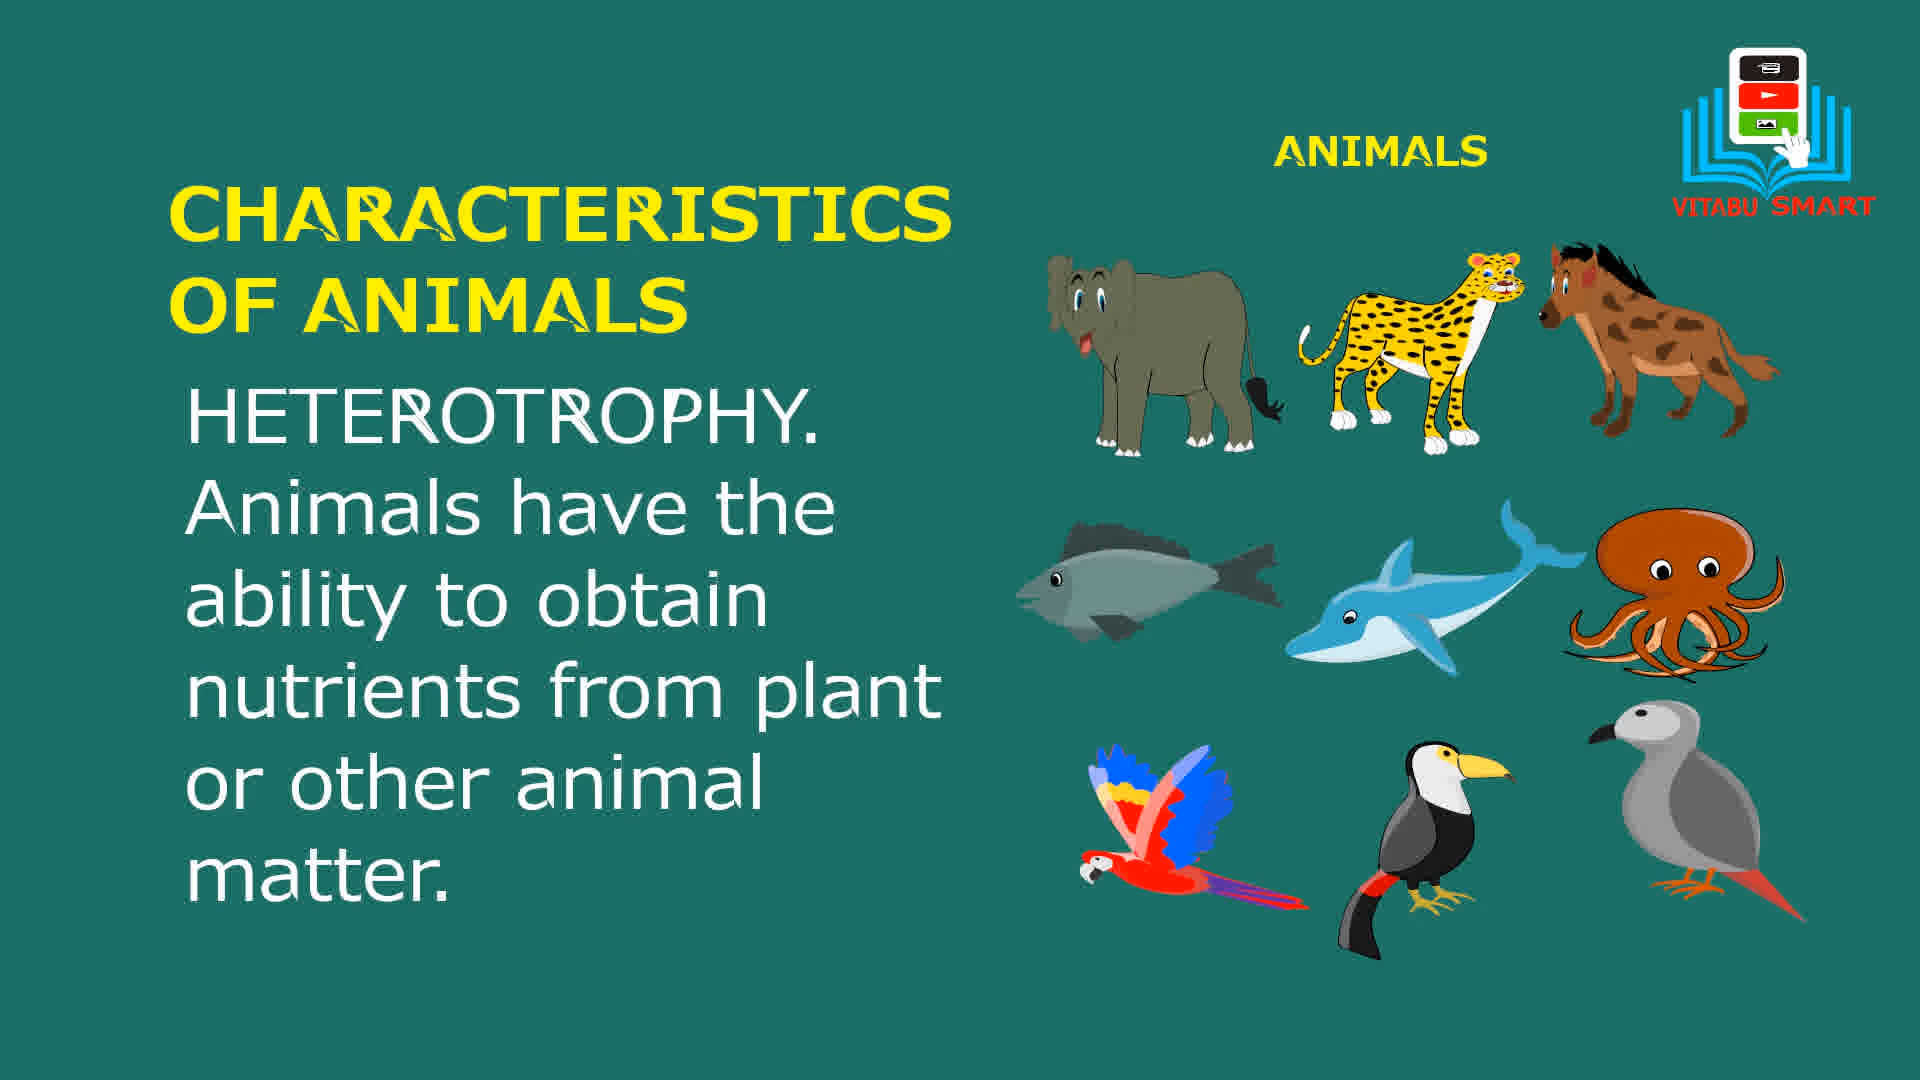 CHARACTERISTICS
OF ANIMALS
HETEROTROPHY.
Animals have the
ability to obtain
nutrients from plant
or other animal
matter.
ANIMALS
VITABU SMART